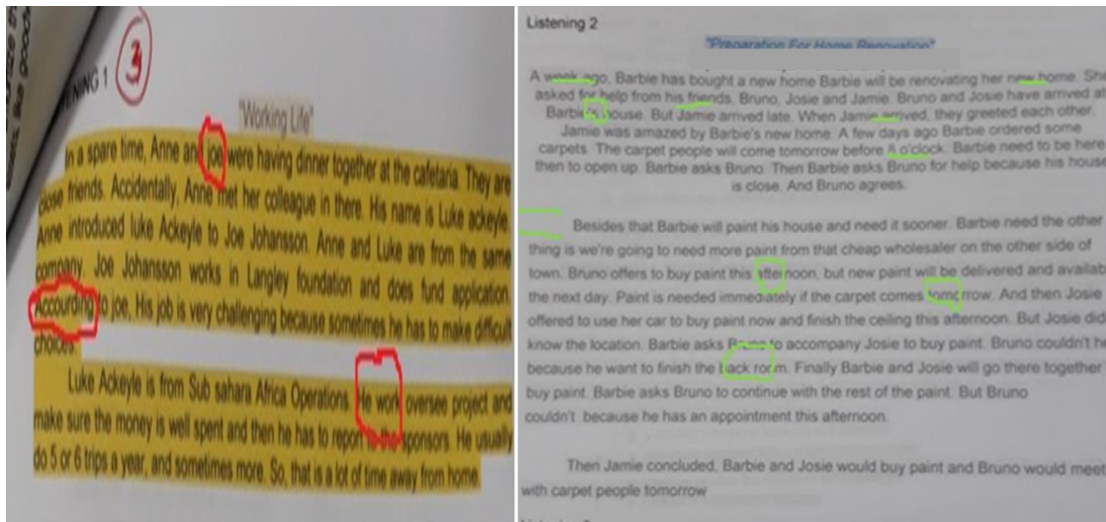 3
ENING 1
"Working Life"
In a spare time, Anne and joe were having dinner together at the cafetaria. They are
close friends. Accidentally, Anne met her colleague in there. His name is Luke ackeyle.
Anne introduced luke Ackeyle to Joe Johansson. Anne and Luke are from the same
company. Joe Johansson works in Langley foundation and does fund application.
Accourding to joe, His job is very challenging because sometimes he has to make difficult
choices.
Luke Ackeyle is from Sub sahara Africa Operations. He work oversee project and
make sure the money is well spent and then he has to report to the sponsors. He usually
do 5 or 6 trips a year, and sometimes more. So, that is a lot of time away from home.
Listening 2
"Preparation For Home Renovation"
A week ago, Barbie has bought a new home Barbie will be renovating her new home. She
asked for help from his friends, Bruno, Josie and Jamie. Bruno and Josie have arrived at
Barbie's house. But Jamie arrived late. When Jamie arrived, they greeted each other.
Jamie was amazed by Barbie's new home. A few days ago Barbie ordered some
carpets. The carpet people will come tomorrow before 8 o'clock. Barbie need to be here
then to open up. Barbie asks Bruno. Then Barbie asks Bruno for help because his house
is close. And Bruno agrees.
Besides that Barbie will paint his house and need it sooner. Barbie need the other
thing is we're going to need more paint from that cheap wholesaler on the other side of
town. Bruno offers to buy paint this afternoon, but new paint will be delivered and availab
the next day. Paint is needed immediately if the carpet comes tomorrow. And then Josie
offered to use her car to buy paint now and finish the ceiling this afternoon. But Josie did
know the location. Barbie asks Bruno to accompany Josie to buy paint. Bruno couldn't he
because he want to finish the back room. Finally Barbie and Josie will go there together
buy paint. Barbie asks Bruno to continue with the rest of the paint. But Bruno
couldn't because he has an appointment this afternoon.
Then Jamie concluded, Barbie and Josie would buy paint and Bruno would meet
with carpet people tomorrow